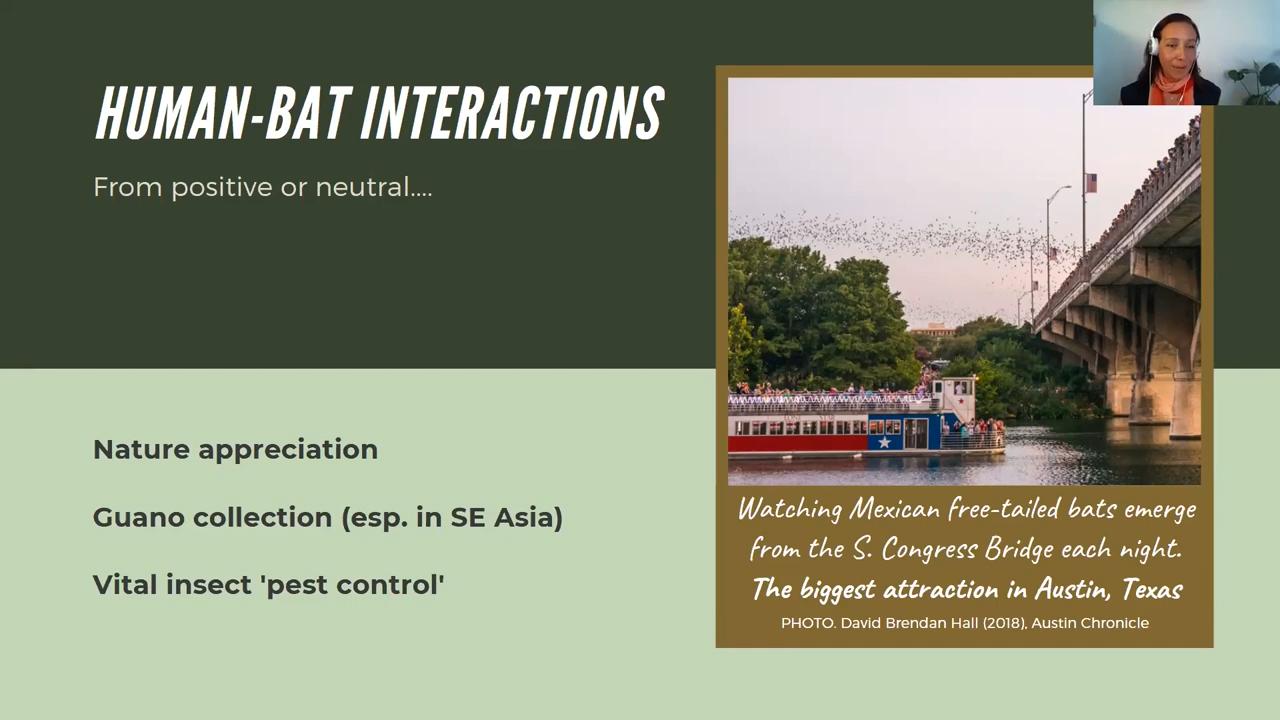 HUMAN-BAT INTERACTIONS
From positive or neutral....
Nature appreciation
Guano collection (esp. in SE Asia)
Vital insect 'pest control'
Watching Mexican free-tailed bats emerge
from the S. Congress Bridge each night.
The biggest attraction in Austin, Texas
PHOTO. David Brendan Hall (2018), Austin Chronicle